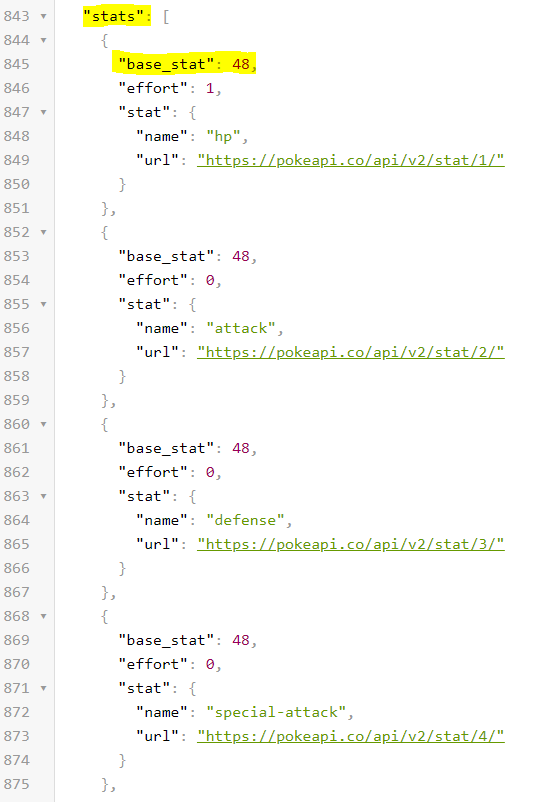 843 ▾ "stats": [
844 ▾ {
845 "base_stat": 48,
846 "effort": 1,
847 ▾ "stat": {
848 "name": "hp",
849 "url": "https://pokeapi.co/api/v2/stat/1/"
850 }
851 },
852 ▾ {
853 "base_stat": 48,
854 "effort": 0,
855 ▾ "stat": {
856 "name": "attack",
857 "url": "https://pokeapi.co/api/v2/stat/2/"
858 }
859 },
860 ▾ {
861 "base_stat": 48,
862 "effort": 0,
863 ▾ "stat": {
864 "name": "defense",
865 "url": "https://pokeapi.co/api/v2/stat/3/"
866 }
867 },
868 ▾ {
869 "base_stat": 48,
870 "effort": 0,
871 ▾ "stat": {
872 "name": "special-attack",
873 "url": "https://pokeapi.co/api/v2/stat/4/"
874 }
875 },